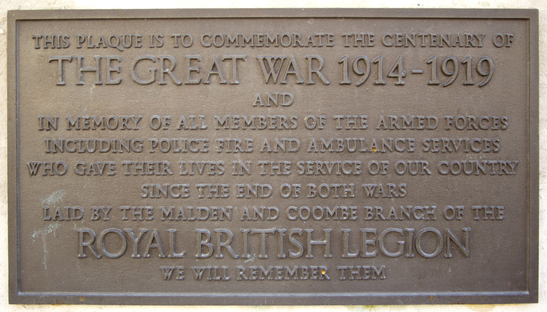 THIS PLAQUE IS TO COMMEMORATE THE CENTENARY OF
THE GREAT WAR 1914-1919
AND
IN MEMORY OF ALL MEMBERS OF THE ARMED FORCES
INCLUDING POLICE FIRE AND AMBULANCE SERVICES
WHO GAVE THEIR LIVES IN THE SERVICE OF OUR COUNTRY
SINCE THE END OF BOTH WARS
LAID BY THE MALDEN AND COOMBE BRANCH OF THE
ROYAL BRITISH LEGION
WE WILL REMEMBER THEM